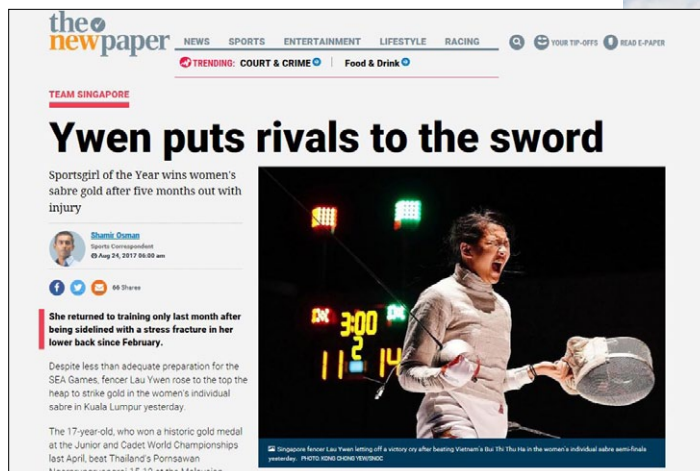 the
newpaper
NEWS SPORTS ENTERTAINMENT LIFESTYLE RACING
YOUR TIP-OFFS READ E-PAPER
TRENDING: COURT & CRIME Food & Drink
TEAM SINGAPORE
Ywen puts rivals to the sword
Sportsgirl of the Year wins women's
sabre gold after five months out with
injury
Shamir Osman
Sports Correspondent
Aug 24, 2017 06:00 am
66 Shares
She returned to training only last month after
being sidelined with a stress fracture in her
lower back since February.
Despite less than adequate preparation for the
SEA Games, fencer Lau Ywen rose to the top the
heap to strike gold in the women's individual
sabre in Kuala Lumpur yesterday.
The 17-year-old, who won a historic gold medal
at the Junior and Cadet World Championships
last April, beat Thailand's Pornsawan
3:00
2
11 14
Singapore fencer Lau Ywen letting off a victory cry after beating Vietnam's Bui Thi Thu Ha in the women's individual sabre semi-finals
yesterday. PHOTO: KONG CHONG YEW/SNOC